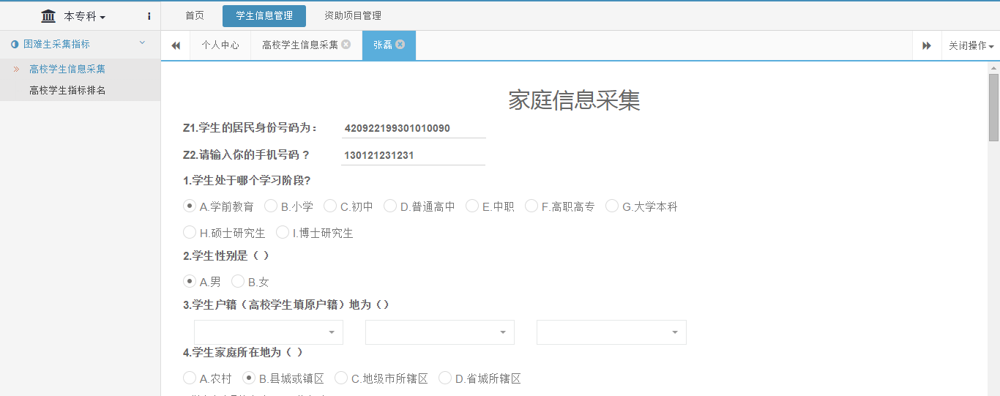 本专科 首页 学生信息管理 资助项目管理
困难生采集指标 个人中心 高校学生信息采集 张磊 关闭操作
高校学生信息采集
高校学生指标排名
家庭信息采集
Z1.学生的居民身份号码为： 420922199301010090
Z2.请输入你的手机号码？ 130121231231
1.学生处于哪个学习阶段?
A.学前教育 B.小学 C.初中 D.普通高中 E.中职 F.高职高专 G.大学本科
H.硕士研究生 I.博士研究生
2.学生性别是（ ）
A.男 B.女
3.学生户籍（高校学生填原户籍）地为（）
4.学生家庭所在地为（ ）
A.农村 B.县城或镇区 C.地级市所辖区 D.省城所辖区